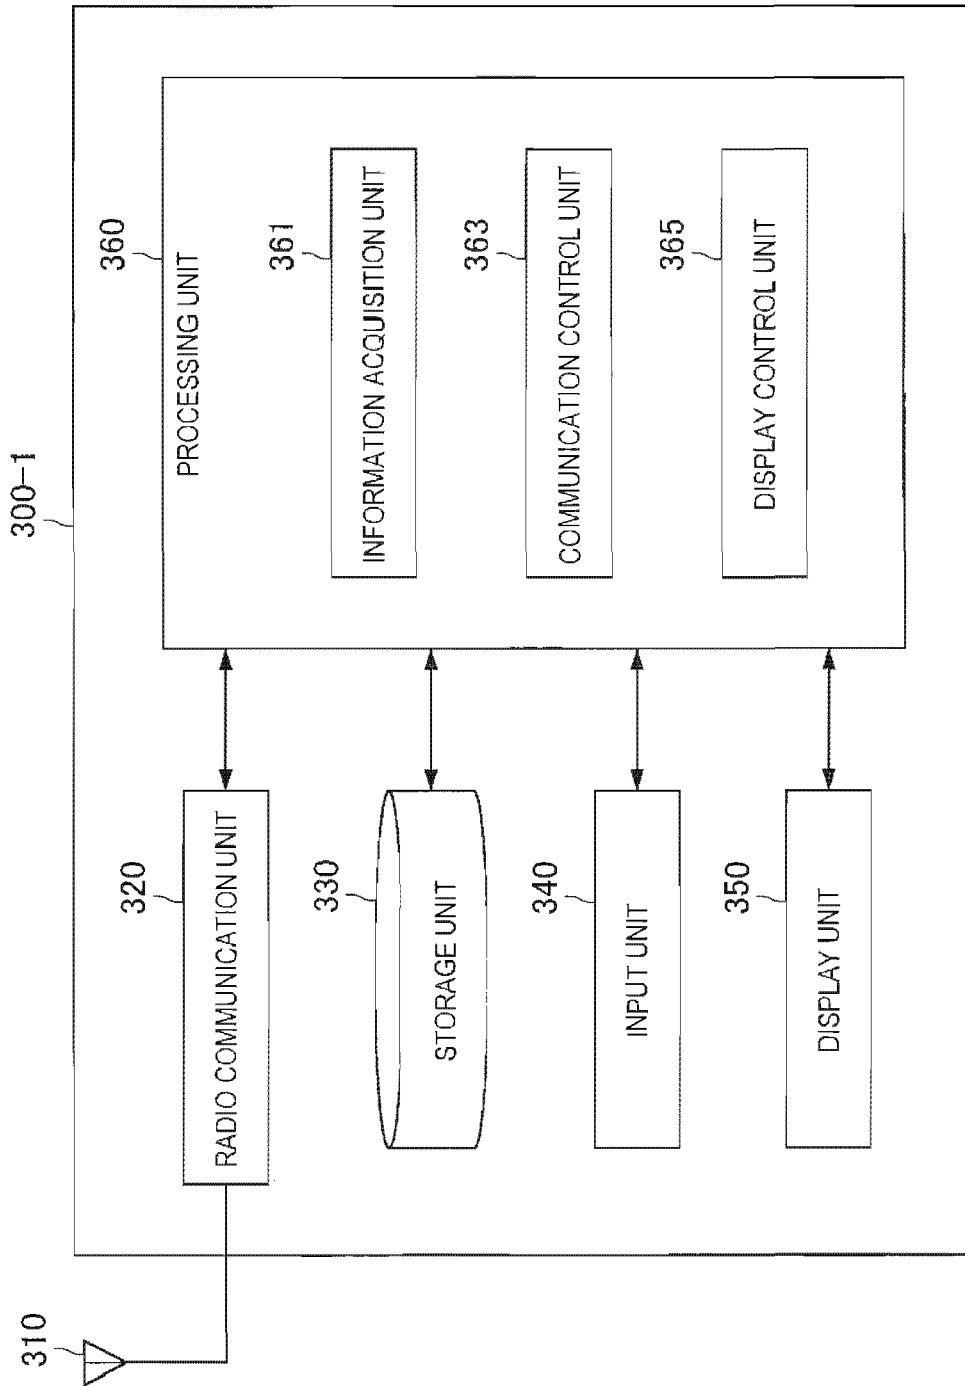 300-1
310
320
RADIO COMMUNICATION UNIT
330
STORAGE UNIT
340
INPUT UNIT
350
DISPLAY UNIT
360
PROCESSING UNIT
361
INFORMATION ACQUISITION UNIT
363
COMMUNICATION CONTROL UNIT
365
DISPLAY CONTROL UNIT